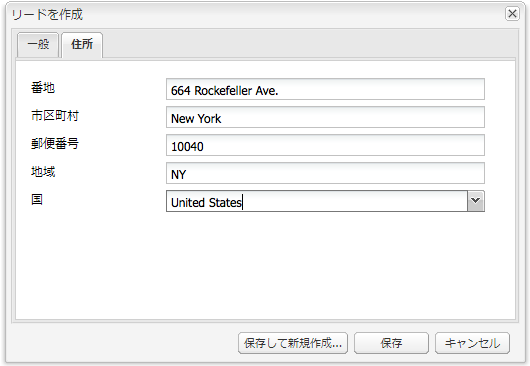 リードを作成
一般 住所
番地 664 Rockefeller Ave.
市区町村 New York
郵便番号 10040
地域 NY
国 United States
保存して新規作成... 保存 キャンセル